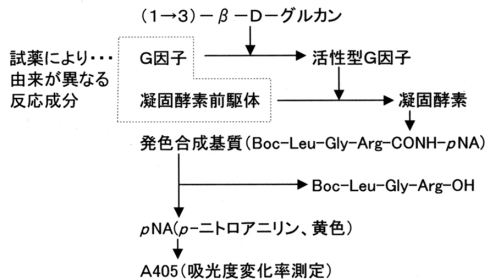 (1→3)-β-D-グルカン
試薬により・・・
由来が異なる
反応成分
G因子
活性型G因子
凝固酵素前駆体
凝固酵素
発色合成基質(Boc-Leu-Gly-Arg-CONH-pNA)
Boc-Leu-Gly-Arg-OH
pNA(p-ニトロアニリン、黄色)
A405(吸光度変化率測定)